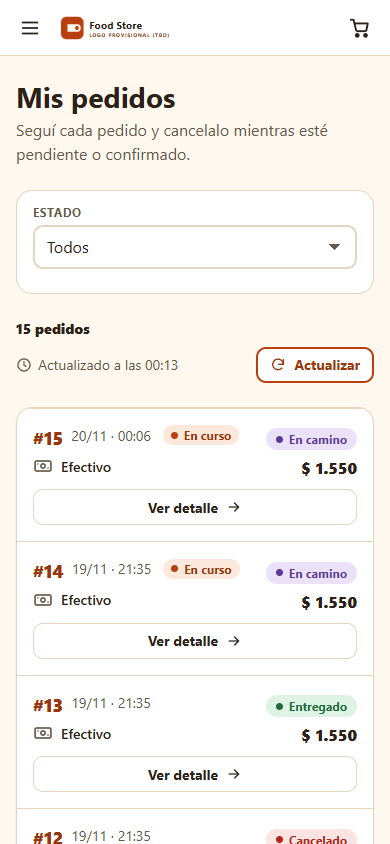 Food Store
LOGO PROVISIONAL (TBD)
Mis pedidos
Seguí cada pedido y cancelalo mientras esté
pendiente o confirmado.
ESTADO
Todos
15 pedidos
Actualizado a las 00:13
Actualizar
#15 20/11 · 00:06 En curso En camino
Efectivo $ 1.550
Ver detalle →
#14 19/11 · 21:35 En curso En camino
Efectivo $ 1.550
Ver detalle →
#13 19/11 · 21:35 Entregado
Efectivo $ 1.550
Ver detalle →
#12 19/11 · 21:35 Cancelado